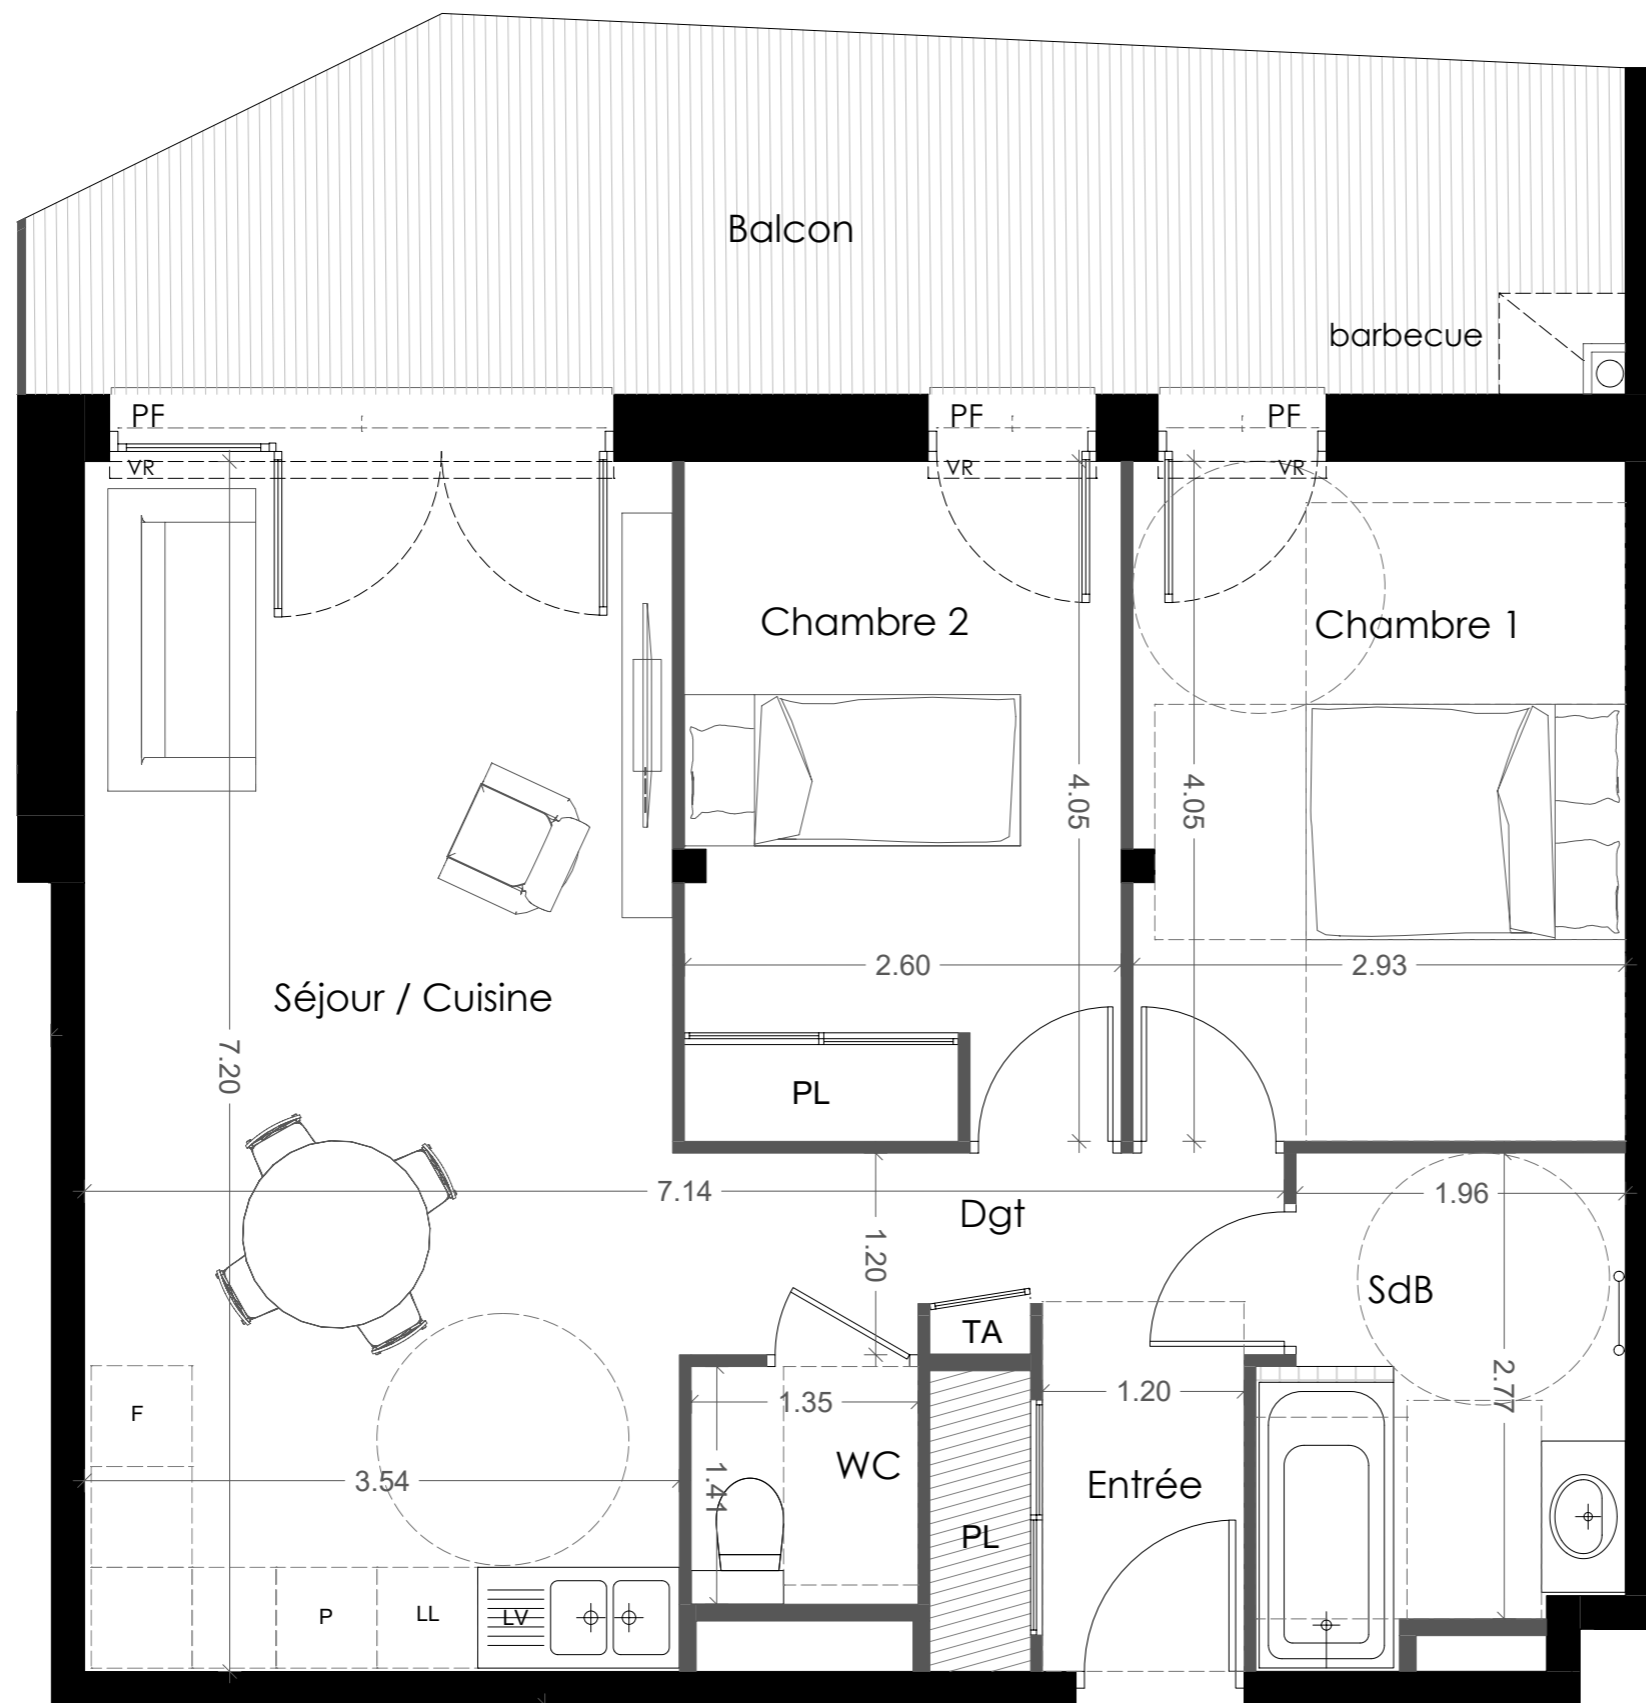 Balcon
barbecue
PF
PF
PF
VR
VR
VR
Chambre 2
Chambre 1
4.05
4.05
2.60
2.93
Séjour / Cuisine
7.20
PL
7.14
1.96
Dgt
1.20
SdB
TA
2.77
1.35
1.20
F
WC
3.54
1.41
Entrée
PL
P
LL
LV